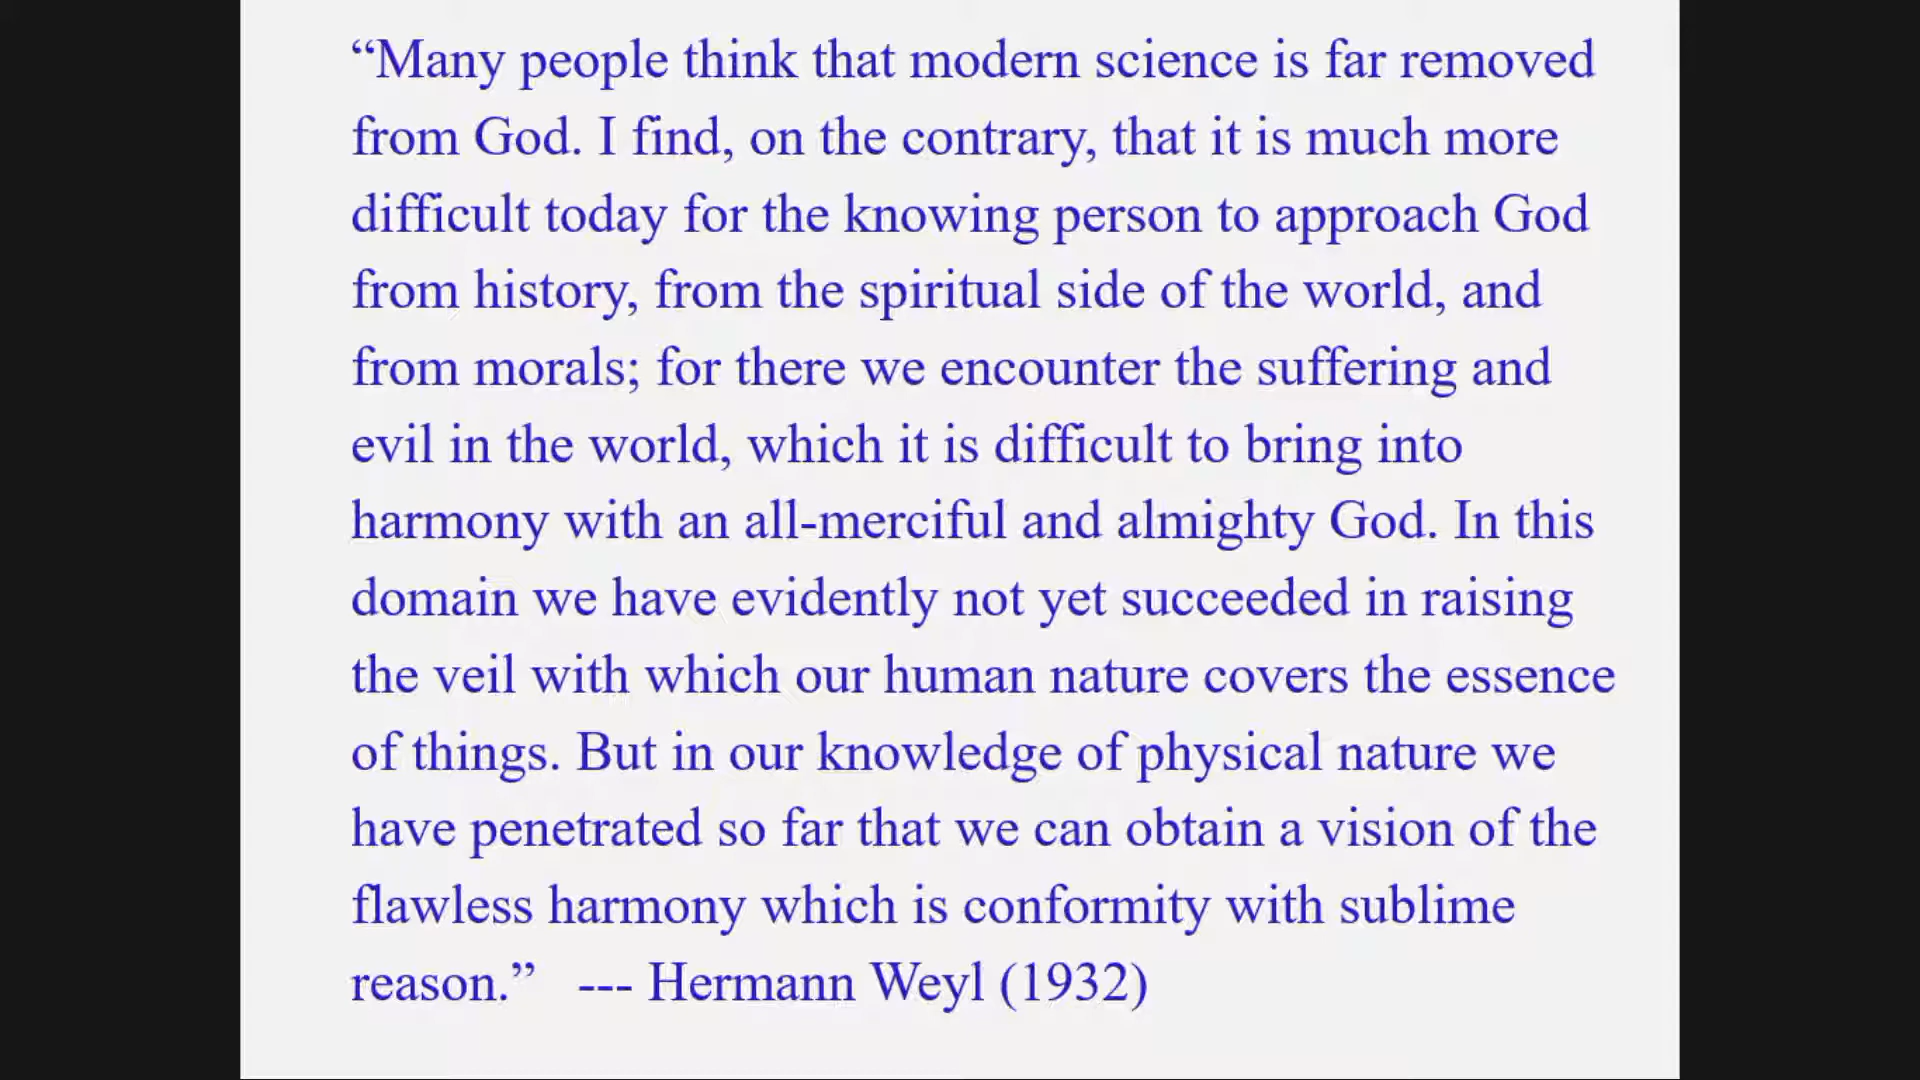 “Many people think that modern science is far removed
from God. I find, on the contrary, that it is much more
difficult today for the knowing person to approach God
from history, from the spiritual side of the world, and
from morals; for there we encounter the suffering and
evil in the world, which it is difficult to bring into
harmony with an all-merciful and almighty God. In this
domain we have evidently not yet succeeded in raising
the veil with which our human nature covers the essence
of things. But in our knowledge of physical nature we
have penetrated so far that we can obtain a vision of the
flawless harmony which is conformity with sublime
reason.” --- Hermann Weyl (1932)